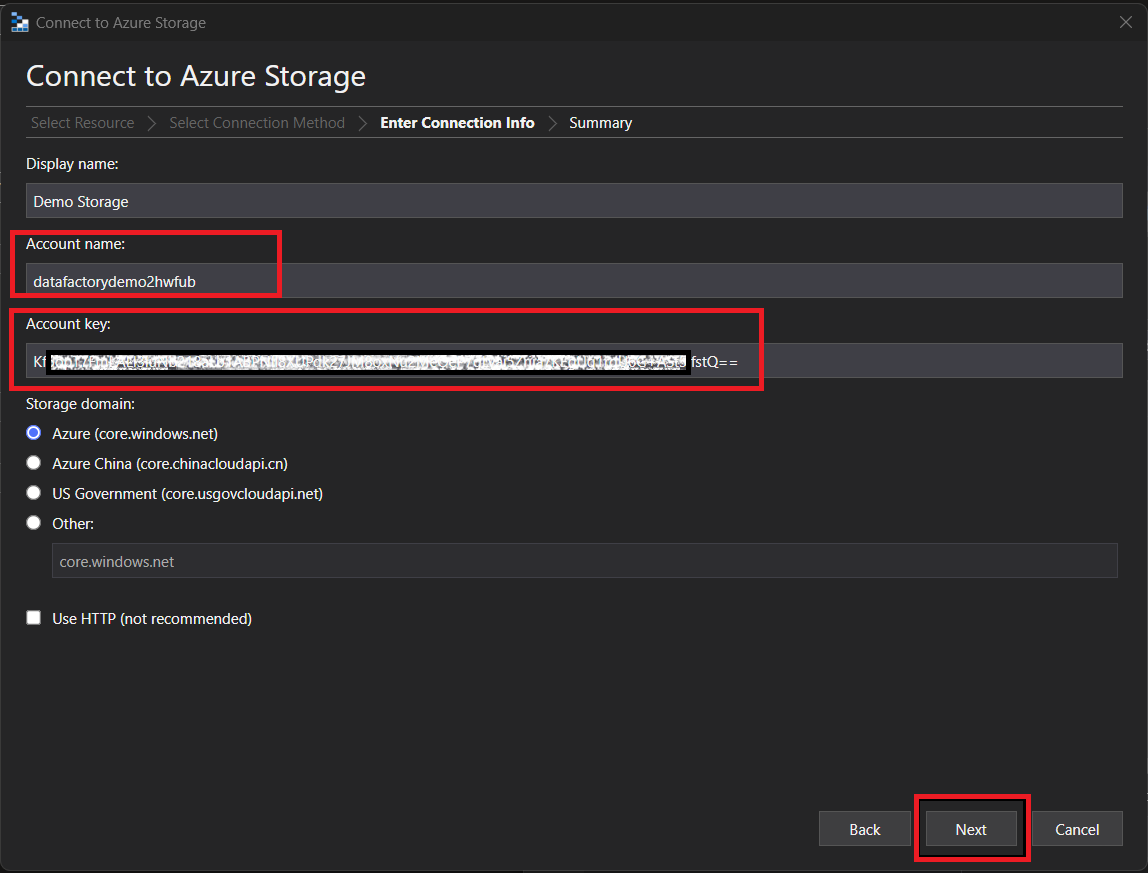 Connect to Azure Storage
Connect to Azure Storage
Select Resource > Select Connection Method > Enter Connection Info > Summary
Display name:
Demo Storage
Account name:
datafactorydemo2hwfub
Account key:
Kf fstQ==
Storage domain:
Azure (core.windows.net)
Azure China (core.chinacloudapi.cn)
US Government (core.usgovcloudapi.net)
Other:
core.windows.net
Use HTTP (not recommended)
Back Next Cancel